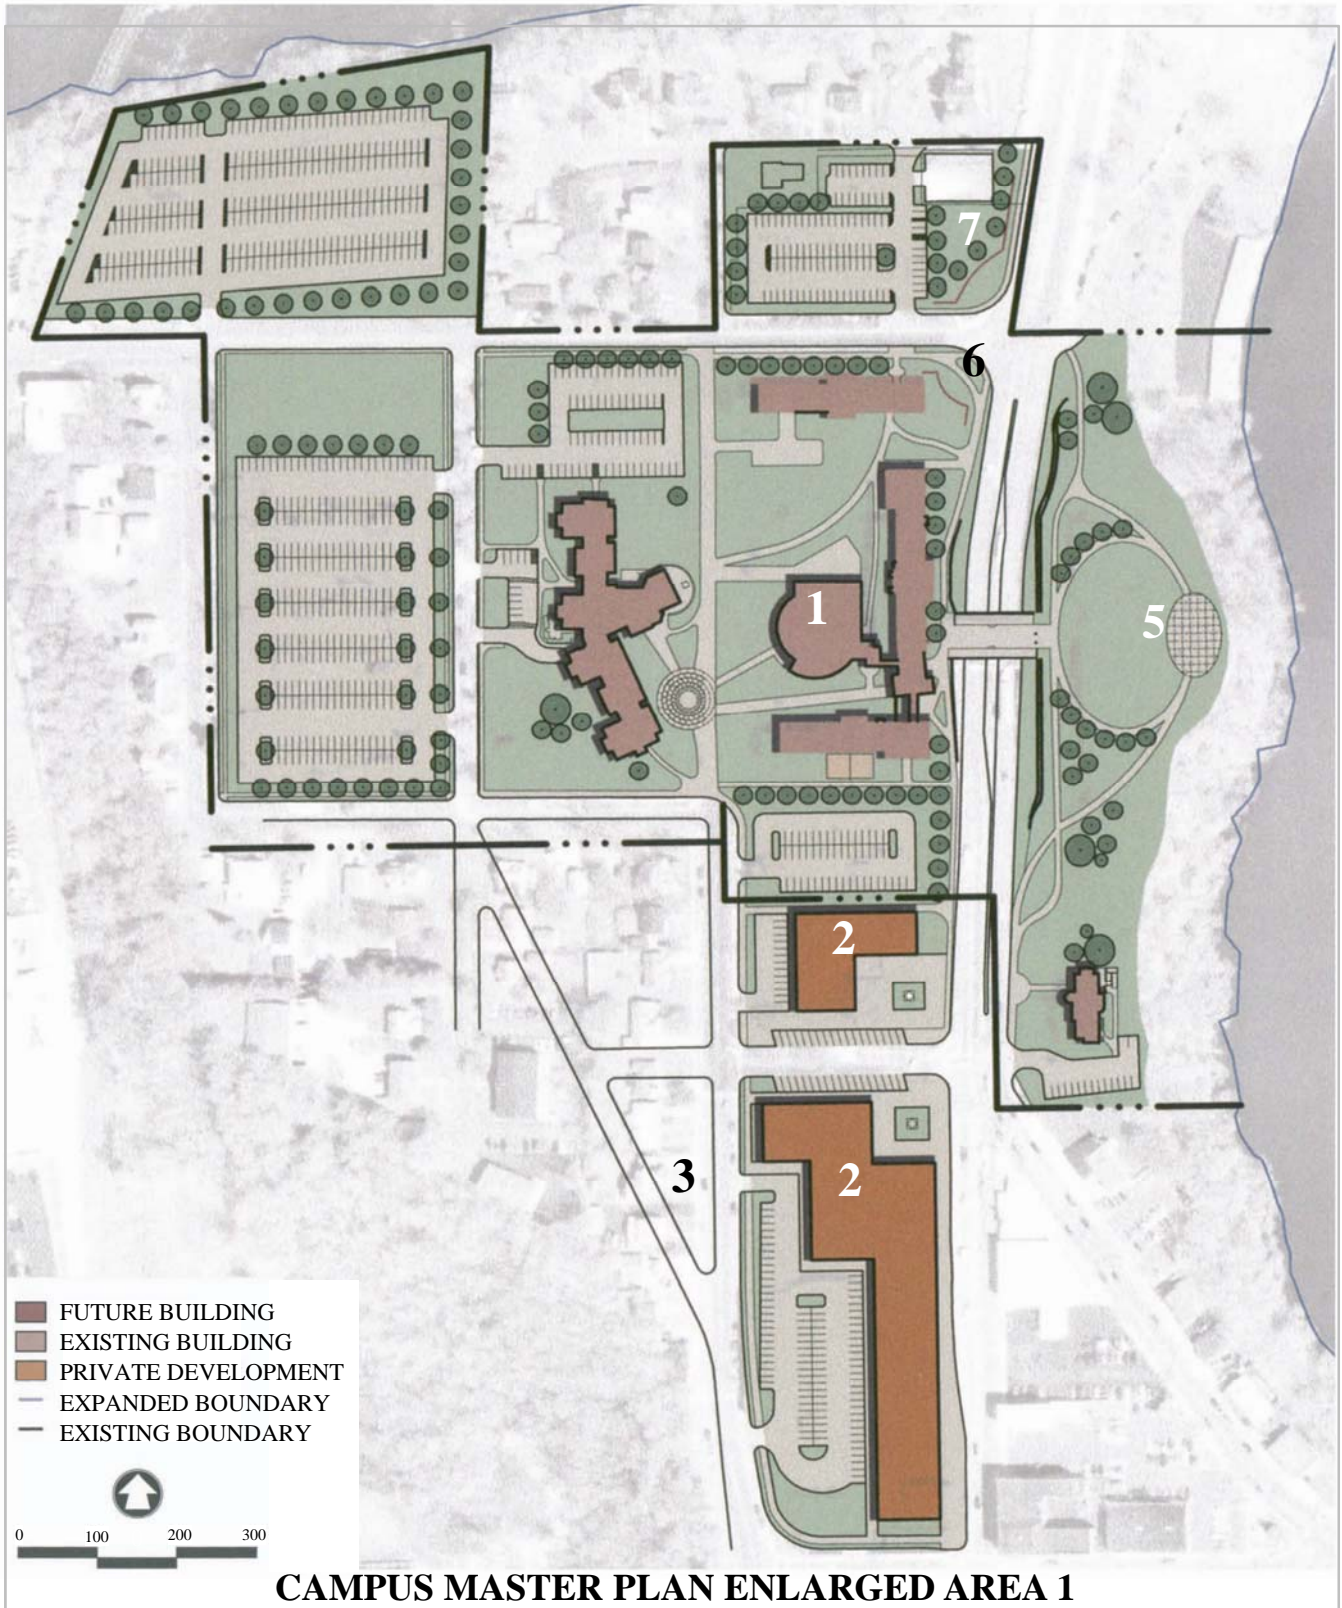 7
6
1
5
2
3
2
FUTURE BUILDING
EXISTING BUILDING
PRIVATE DEVELOPMENT
EXPANDED BOUNDARY
EXISTING BOUNDARY
0 100 200 300
CAMPUS MASTER PLAN ENLARGED AREA 1